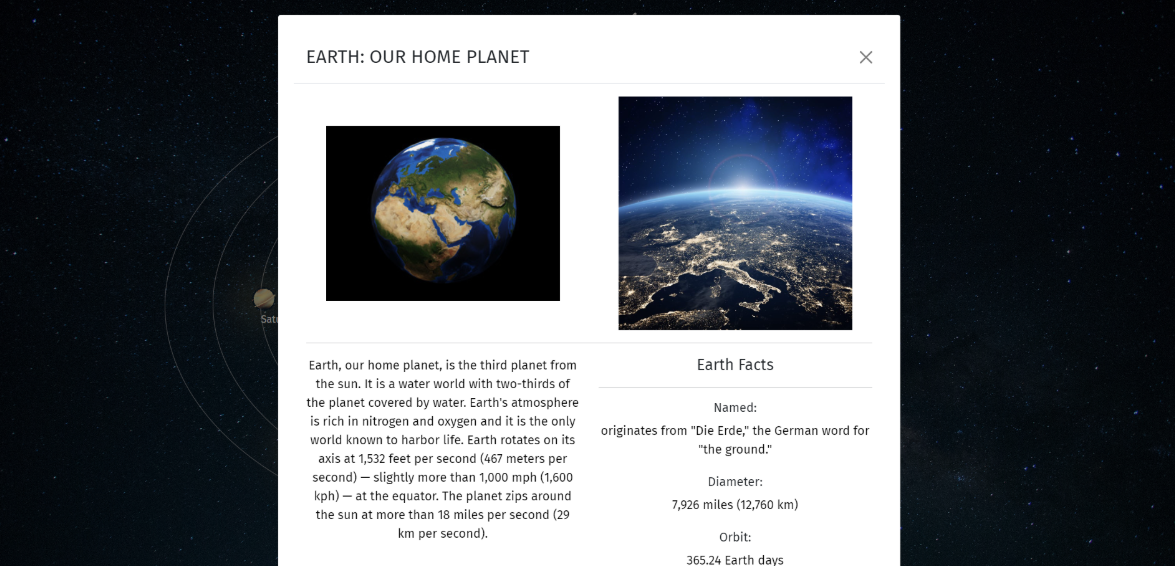 EARTH: OUR HOME PLANET
Earth, our home planet, is the third planet from
the sun. It is a water world with two-thirds of
the planet covered by water. Earth's atmosphere
is rich in nitrogen and oxygen and it is the only
world known to harbor life. Earth rotates on its
axis at 1,532 feet per second (467 meters per
second) — slightly more than 1,000 mph (1,600
kph) — at the equator. The planet zips around
the sun at more than 18 miles per second (29
km per second).
Earth Facts
Named:
originates from "Die Erde," the German word for
"the ground."
Diameter:
7,926 miles (12,760 km)
Orbit:
365.24 Earth days